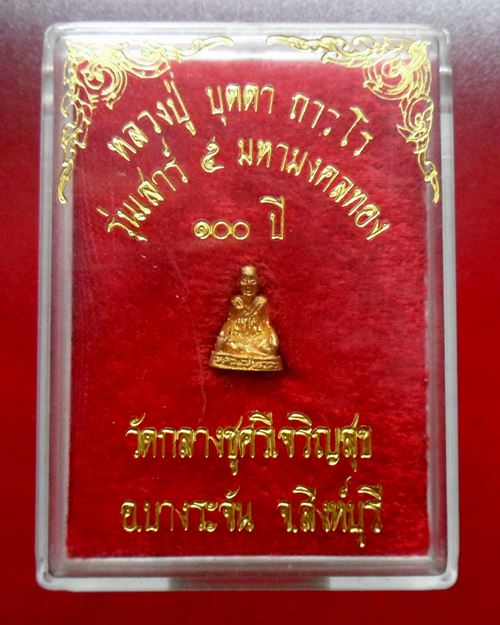 หลวงปู่ บุดดา ถาวโร
รุ่นเสาร์ ๕ มหามงคลทอง
๑๐๐ ปี
วัดกลางชูศรีเจริญสุข
อ.บางระจัน จ.สิงห์บุรี